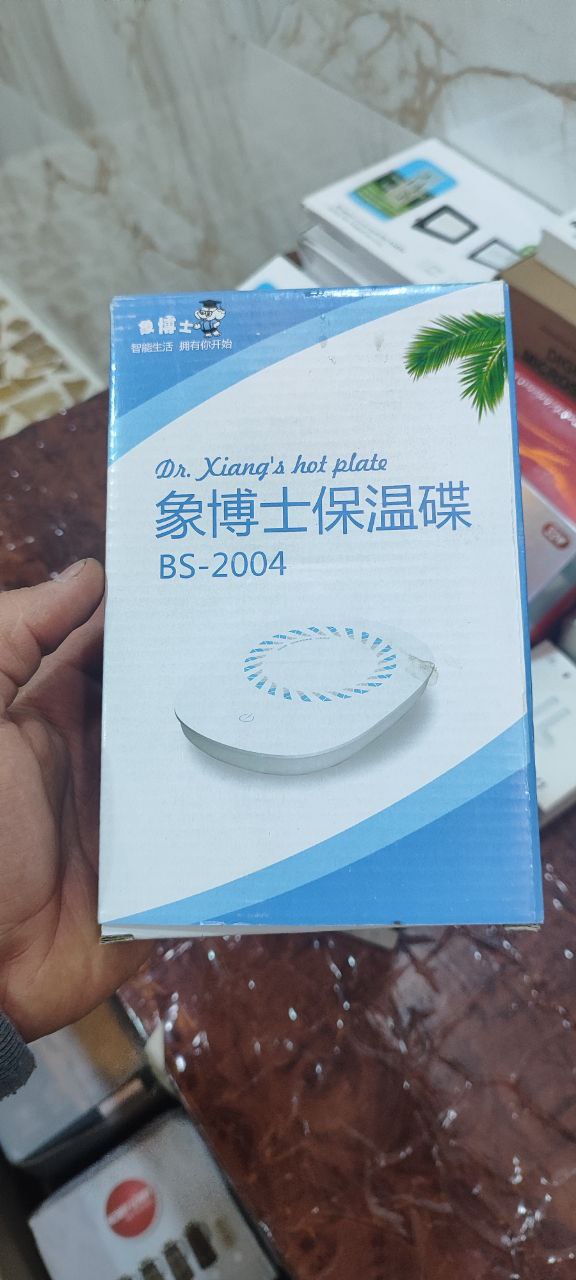 象博士
智能生活 拥有你开始
Dr. Xiang's hot plate
象博士保温碟
BS-2004